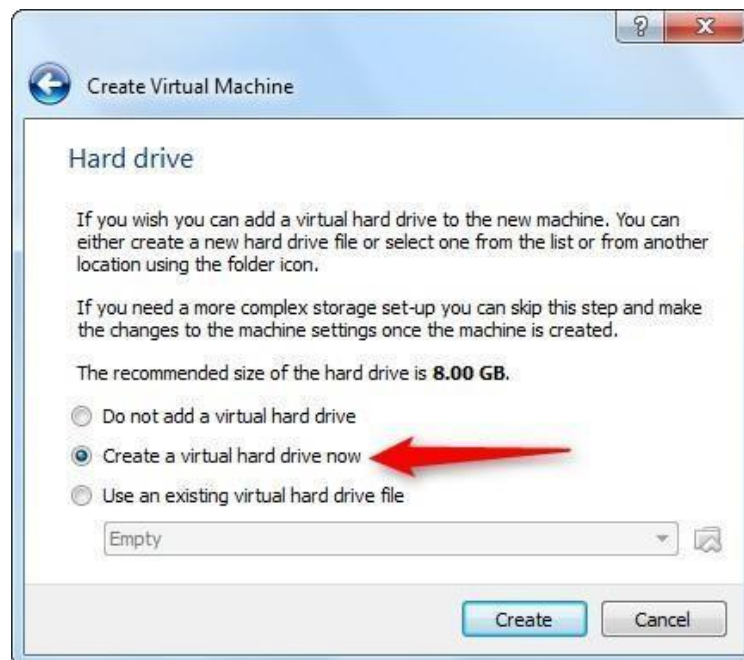 ?
X
Create Virtual Machine
Hard drive
If you wish you can add a virtual hard drive to the new machine. You can
either create a new hard drive file or select one from the list or from another
location using the folder icon.
If you need a more complex storage set-up you can skip this step and make
the changes to the machine settings once the machine is created.
The recommended size of the hard drive is 8.00 GB.
Do not add a virtual hard drive
Create a virtual hard drive now
Use an existing virtual hard drive file
Empty
Create
Cancel